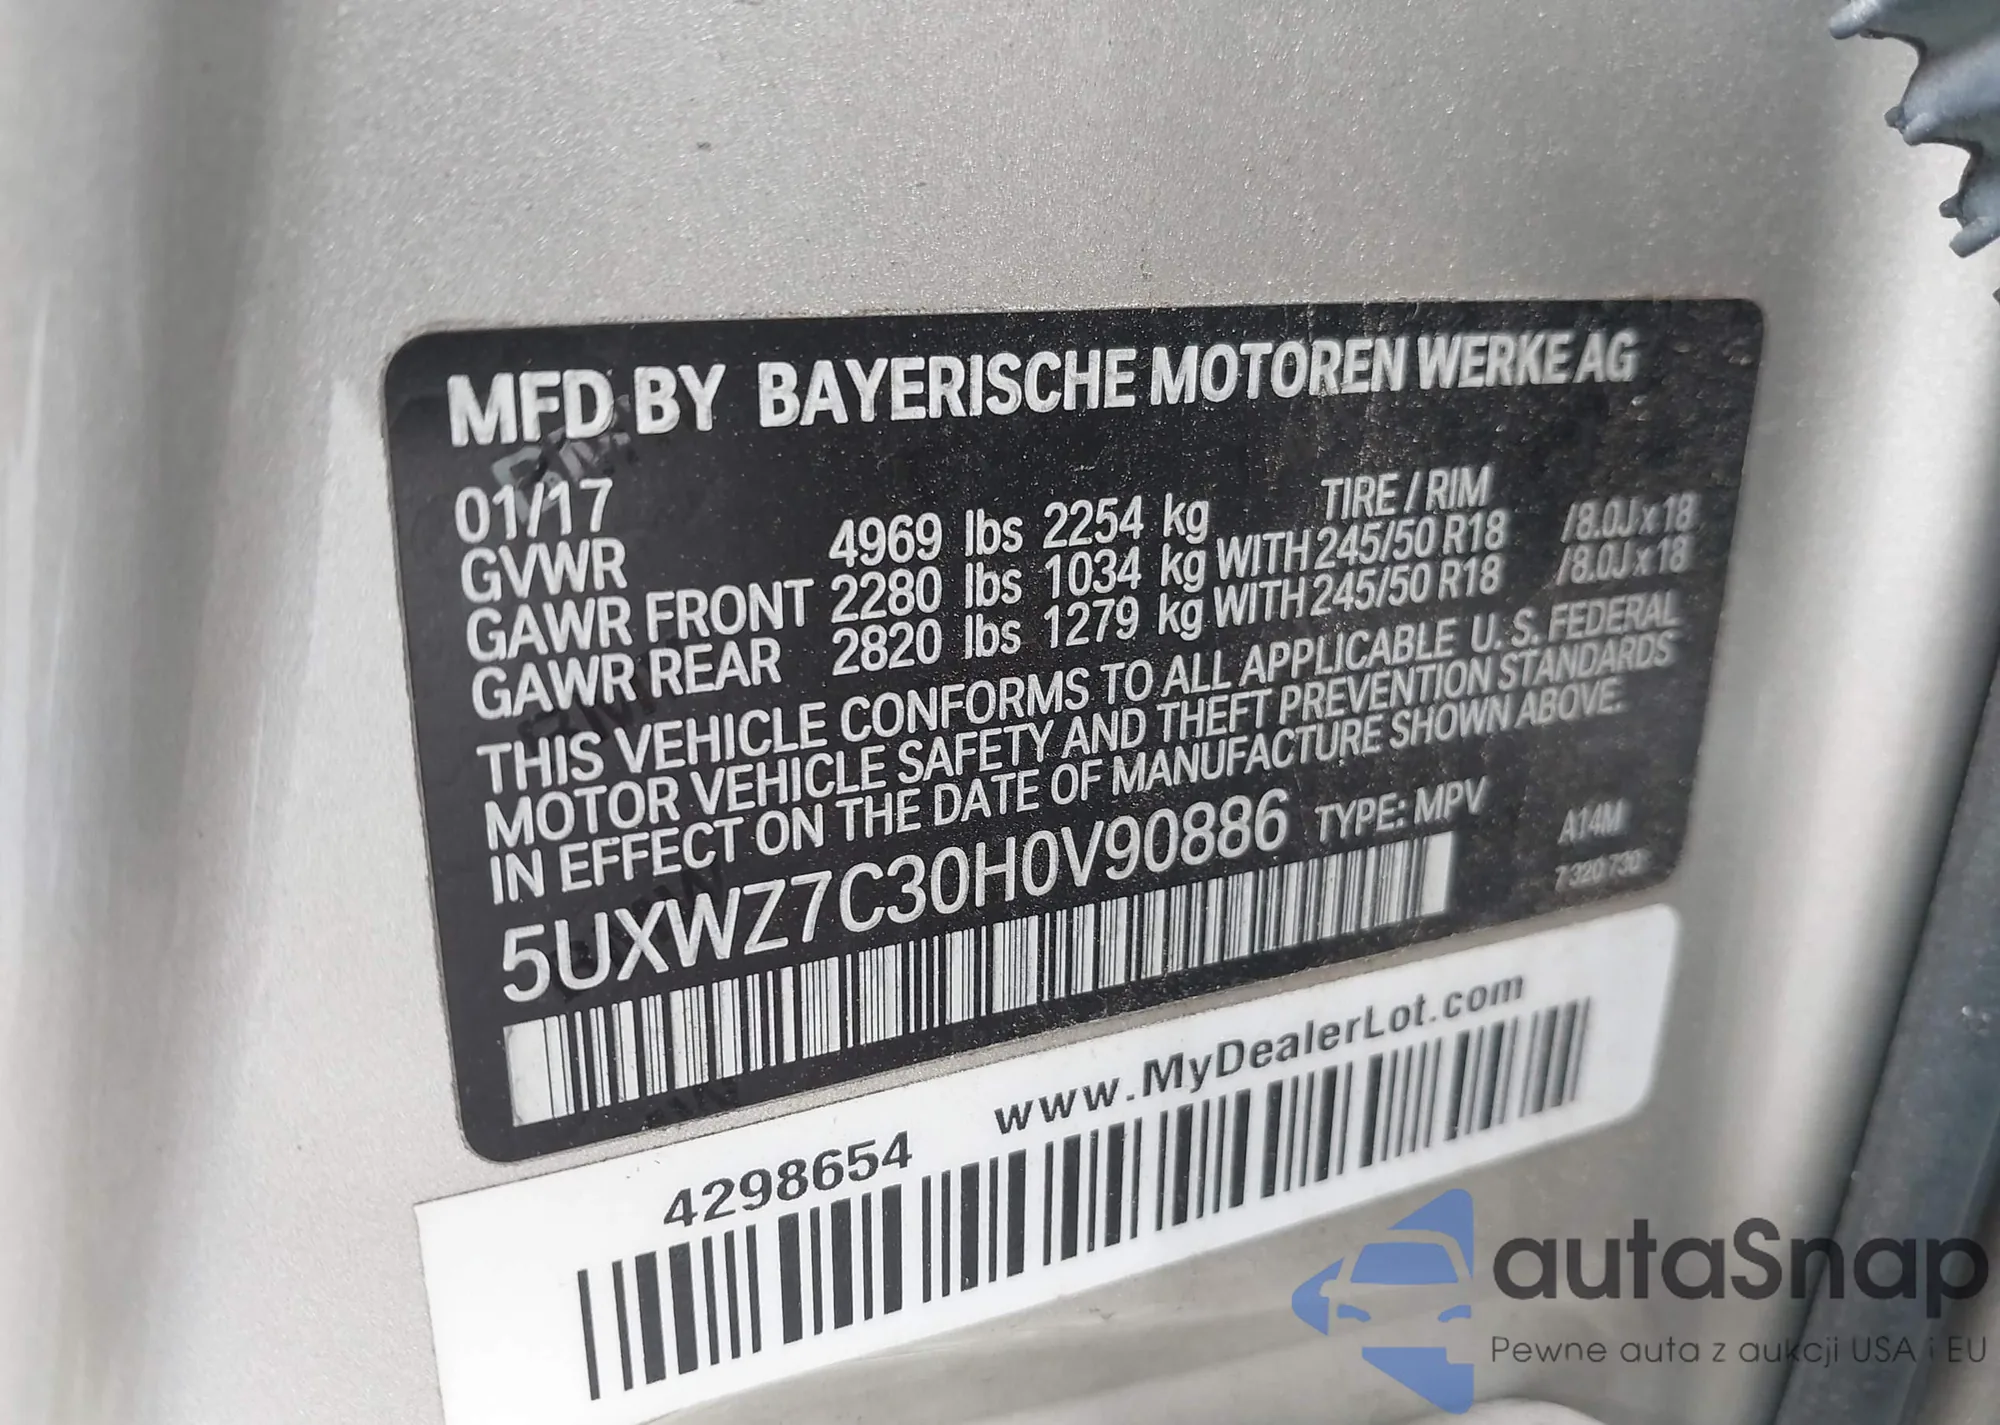 MFD BY BAYERISCHE MOTOREN WERKE AG
01/17
TIRE / RIM
GVWR 4969 lbs 2254 kg
GAWR FRONT 2280 lbs 1034 kg WITH 245/50 R18 /8.0J x 18
GAWR REAR 2820 lbs 1279 kg WITH 245/50 R18 /8.0J x 18
THIS VEHICLE CONFORMS TO ALL APPLICABLE U. S. FEDERAL
MOTOR VEHICLE SAFETY AND THEFT PREVENTION STANDARDS
IN EFFECT ON THE DATE OF MANUFACTURE SHOWN ABOVE.
5UXWZ7C30H0V90886 TYPE: MPV A14M
7 320 730
4298654 www.MyDealerLot.com
autaSnap
Pewne auta z aukcji USA i EU